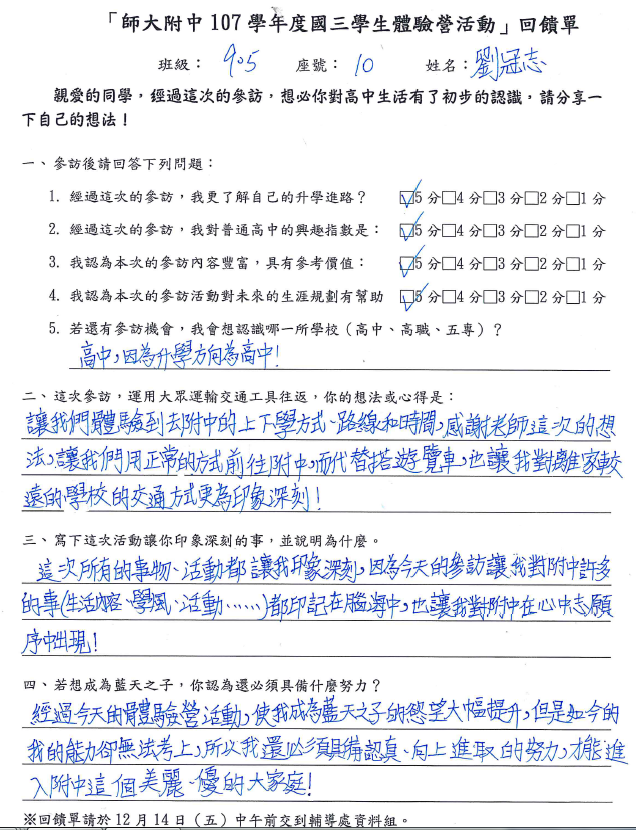 「師大附中 107 學年度國三學生體驗營活動」回饋單
班級： 905 座號： 10 姓名：劉冠志
親愛的同學，經過這次的參訪，想必你對高中生活有了初步的認識，請分享一
下自己的想法！
一、參訪後請回答下列問題：
1. 經過這次的參訪，我更了解自己的升學進路？ ☑5 分□4 分□3 分□2 分□1 分
2. 經過這次的參訪，我對普通高中的興趣指數是： ☑5 分□4 分□3 分□2 分□1 分
3. 我認為本次的參訪內容豐富，具有參考價值： ☑5 分□4 分□3 分□2 分□1 分
4. 我認為本次的參訪活動對未來的生涯規劃有幫助 ☑5 分□4 分□3 分□2 分□1 分
5. 若還有參訪機會，我會想認識哪一所學校（高中、高職、五專）？
高中，因為升學方向為高中！
二、這次參訪，運用大眾運輸交通工具往返，你的想法或心得是：
讓我們體驗到去附中的上下學方式、路線和時間，感謝老師這次的想
法，讓我們用正常的方式前往附中，而代替搭遊覽車，也讓我對離家較
遠的學校的交通方式更為印象深刻！
三、寫下這次活動讓你印象深刻的事，並說明為什麼。
這次所有的事物、活動都讓我印象深刻，因為今天的參訪讓我對附中許多
的事(生活內容、學風、活動……)都印記在腦海中，也讓我對附中在心中志願
序中出現！
四、若想成為藍天之子，你認為還必須具備什麼努力？
經過今天的體驗營活動，使我成為藍天之子的慾望大幅提升，但是如今的
我的能力卻無法考上，所以我還必須具備認真、向上進取的努力，才能進
入附中這個美麗、優的大家庭！
※回饋單請於 12 月 14 日（五）中午前交到輔導處資料組。